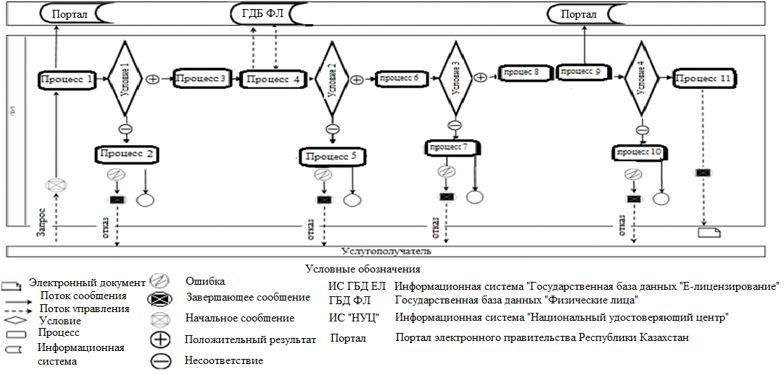 Портал
ГДБ ФЛ
Портал
Процесс 1
Условие 1
Процесс 3
Процесс 4
Условие 2
процесс 6
Условие 3
процес 8
Процесс 9
Условие 4
Процесс 11
Процесс 2
Процесс 5
процесс 7
процесс 10
Запрос
отказ
отказ
отказ
отказ
Услугополучатель
Условные обозначения
Электронный документ
Поток сообщения
Поток управления
Условие
Процесс
Информационная
система
Ошибка
Завершающее сообщение
Начальное сообщение
Положительный результат
Несоответствие
ИС ГБД ЕЛ Информационная система "Государственная база данных "Е-лицензирование"
ГБД ФЛ Государственная база данных "Физические лица"
ИС "НУЦ" Информационная система "Национальный удостоверяющий центр"
Портал Портал электронного правительства Республики Казахстан